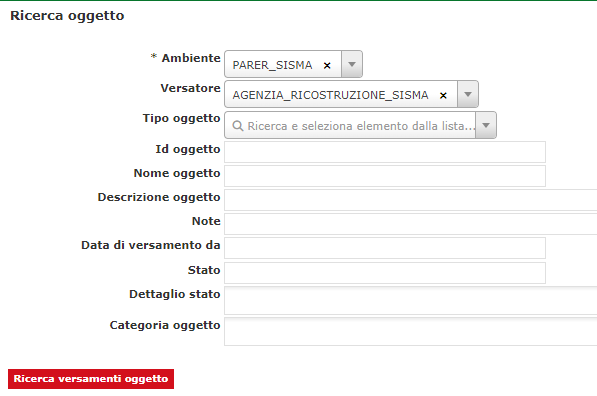 Ricerca oggetto
* Ambiente PARER_SISMA ×
Versatore AGENZIA_RICOSTRUZIONE_SISMA ×
Tipo oggetto Ricerca e seleziona elemento dalla lista...
Id oggetto
Nome oggetto
Descrizione oggetto
Note
Data di versamento da
Stato
Dettaglio stato
Categoria oggetto
Ricerca versamenti oggetto